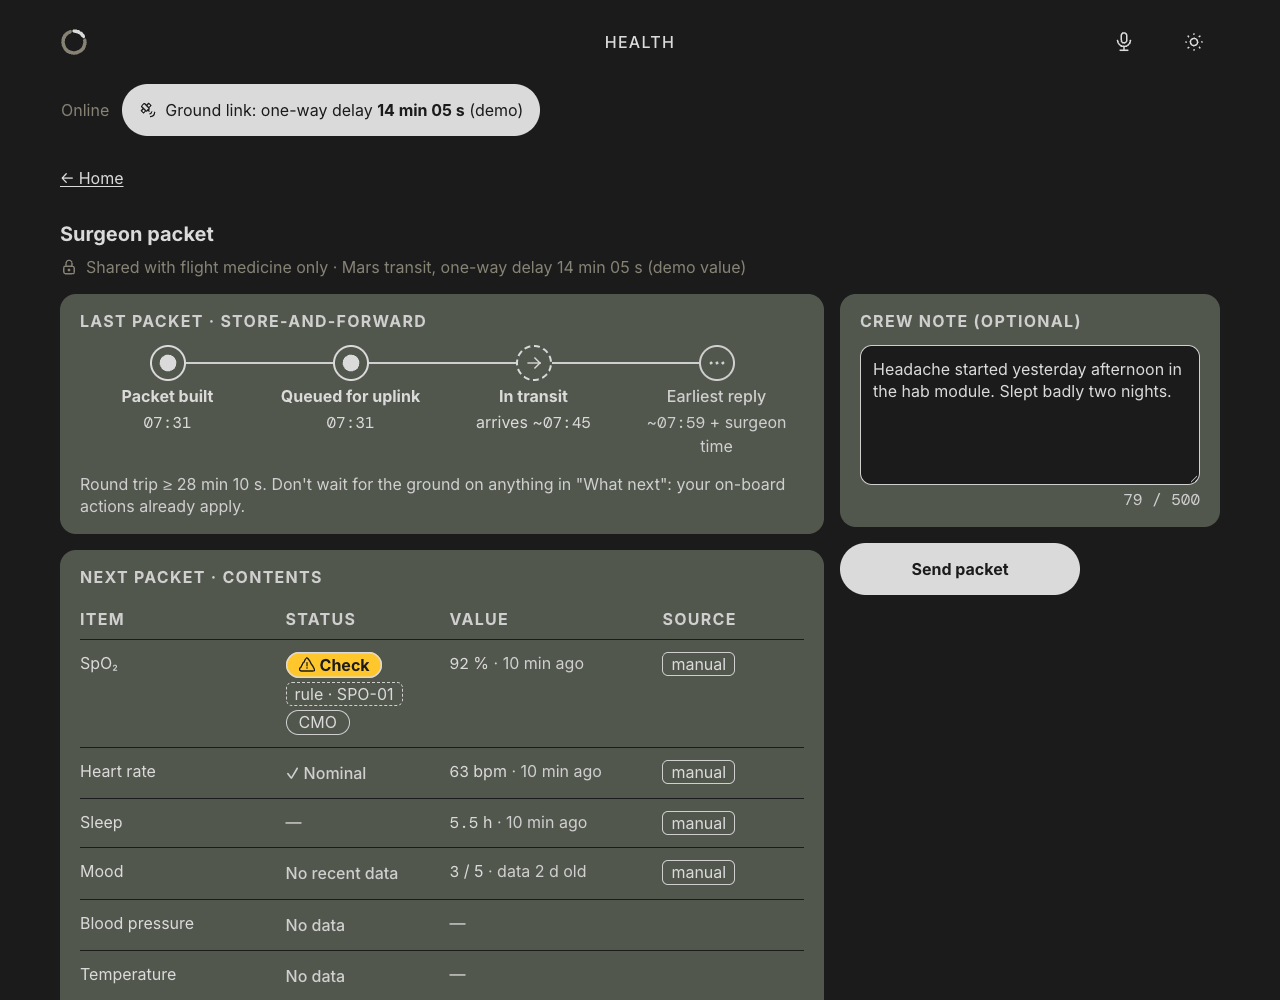 HEALTH
Online
Ground link: one-way delay 14 min 05 s (demo)
← Home
Surgeon packet
Shared with flight medicine only · Mars transit, one-way delay 14 min 05 s (demo value)
LAST PACKET · STORE-AND-FORWARD
Packet built
07:31
Queued for uplink
07:31
In transit
arrives ~07:45
Earliest reply
~07:59 + surgeon
time
Round trip ≥ 28 min 10 s. Don't wait for the ground on anything in "What next": your on-board
actions already apply.
CREW NOTE (OPTIONAL)
Headache started yesterday afternoon in
the hab module. Slept badly two nights.
79 / 500
Send packet
NEXT PACKET · CONTENTS
ITEM STATUS VALUE SOURCE
SpO₂ Check 92 % · 10 min ago manual
rule · SPO-01
CMO
Heart rate ✓ Nominal 63 bpm · 10 min ago manual
Sleep — 5.5 h · 10 min ago manual
Mood No recent data 3 / 5 · data 2 d old manual
Blood pressure No data —
Temperature No data —